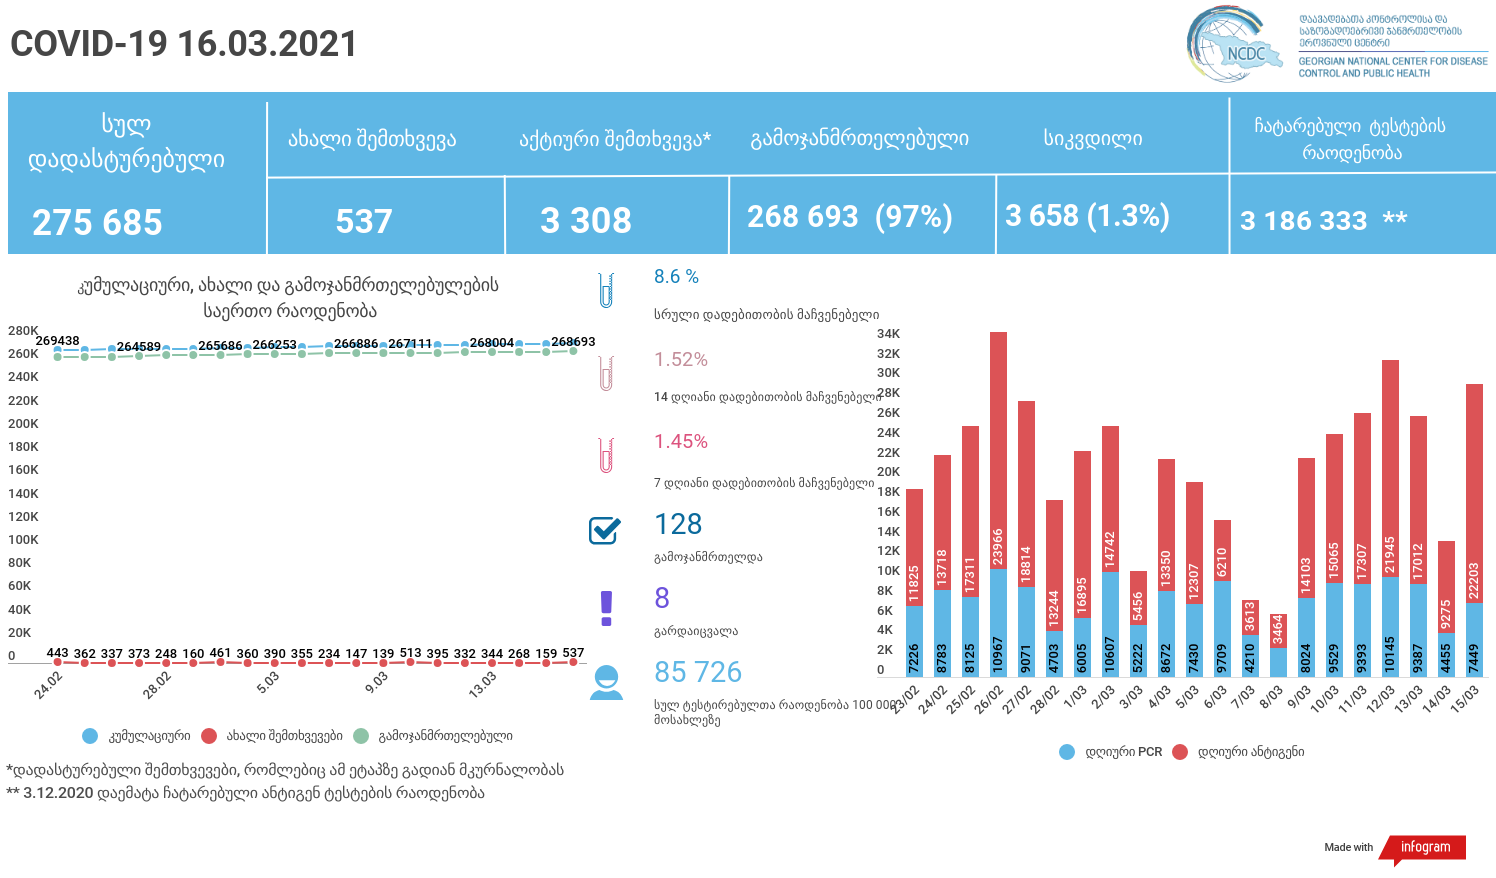 COVID-19 16.03.2021
დაავადებათა კონტროლისა და
საზოგადოებრივი ჯანმრთელობის
ეროვნული ცენტრი
NCDC
GEORGIAN NATIONAL CENTER FOR DISEASE
CONTROL AND PUBLIC HEALTH
სულ
დადასტურებული
ახალი შემთხვევა
აქტიური შემთხვევა*
გამოჯანმრთელებული
სიკვდილი
ჩატარებული ტესტების
რაოდენობა
275 685
537
3 308
268 693 (97%)
3 658 (1.3%)
3 186 333 **
კუმულაციური, ახალი და გამოჯანმრთელებულების
საერთო რაოდენობა
280K
260K
240K
220K
200K
180K
160K
140K
120K
100K
80K
60K
40K
20K
0
269438 264589 265686 266253 266886 267111 268004 268693
443 362 337 373 248 160 461 360 390 355 234 147 139 513 395 332 344 268 159 537
24.02 28.02 5.03 9.03 13.03
კუმულაციური ახალი შემთხვევები გამოჯანმრთელებული
*დადასტურებული შემთხვევები, რომლებიც ამ ეტაპზე გადიან მკურნალობას
** 3.12.2020 დაემატა ჩატარებული ანტიგენ ტესტების რაოდენობა
8.6 %
სრული დადებითობის მაჩვენებელი
1.52%
14 დღიანი დადებითობის მაჩვენებელი
1.45%
7 დღიანი დადებითობის მაჩვენებელი
128
გამოჯანმრთელდა
8
გარდაიცვალა
85 726
სულ ტესტირებულთა რაოდენობა 100 000
მოსახლეზე
34K
32K
30K
28K
26K
24K
22K
20K
18K
16K
14K
12K
10K
8K
6K
4K
2K
0
11825 13718 17311 23966 18814 13244 16895 14742 5456 13350 12307 6210 3613 3464 14103 15065 17307 21945 17012 9275 22203
7226 8783 8125 10967 9071 4703 6005 10607 5222 8672 7430 9709 4210 8024 9529 9393 10145 9387 4455 7449
23/02 24/02 25/02 26/02 27/02 28/02 1/03 2/03 3/03 4/03 5/03 6/03 7/03 8/03 9/03 10/03 11/03 12/03 13/03 14/03 15/03
დღიური PCR დღიური ანტიგენი
Made with infogram